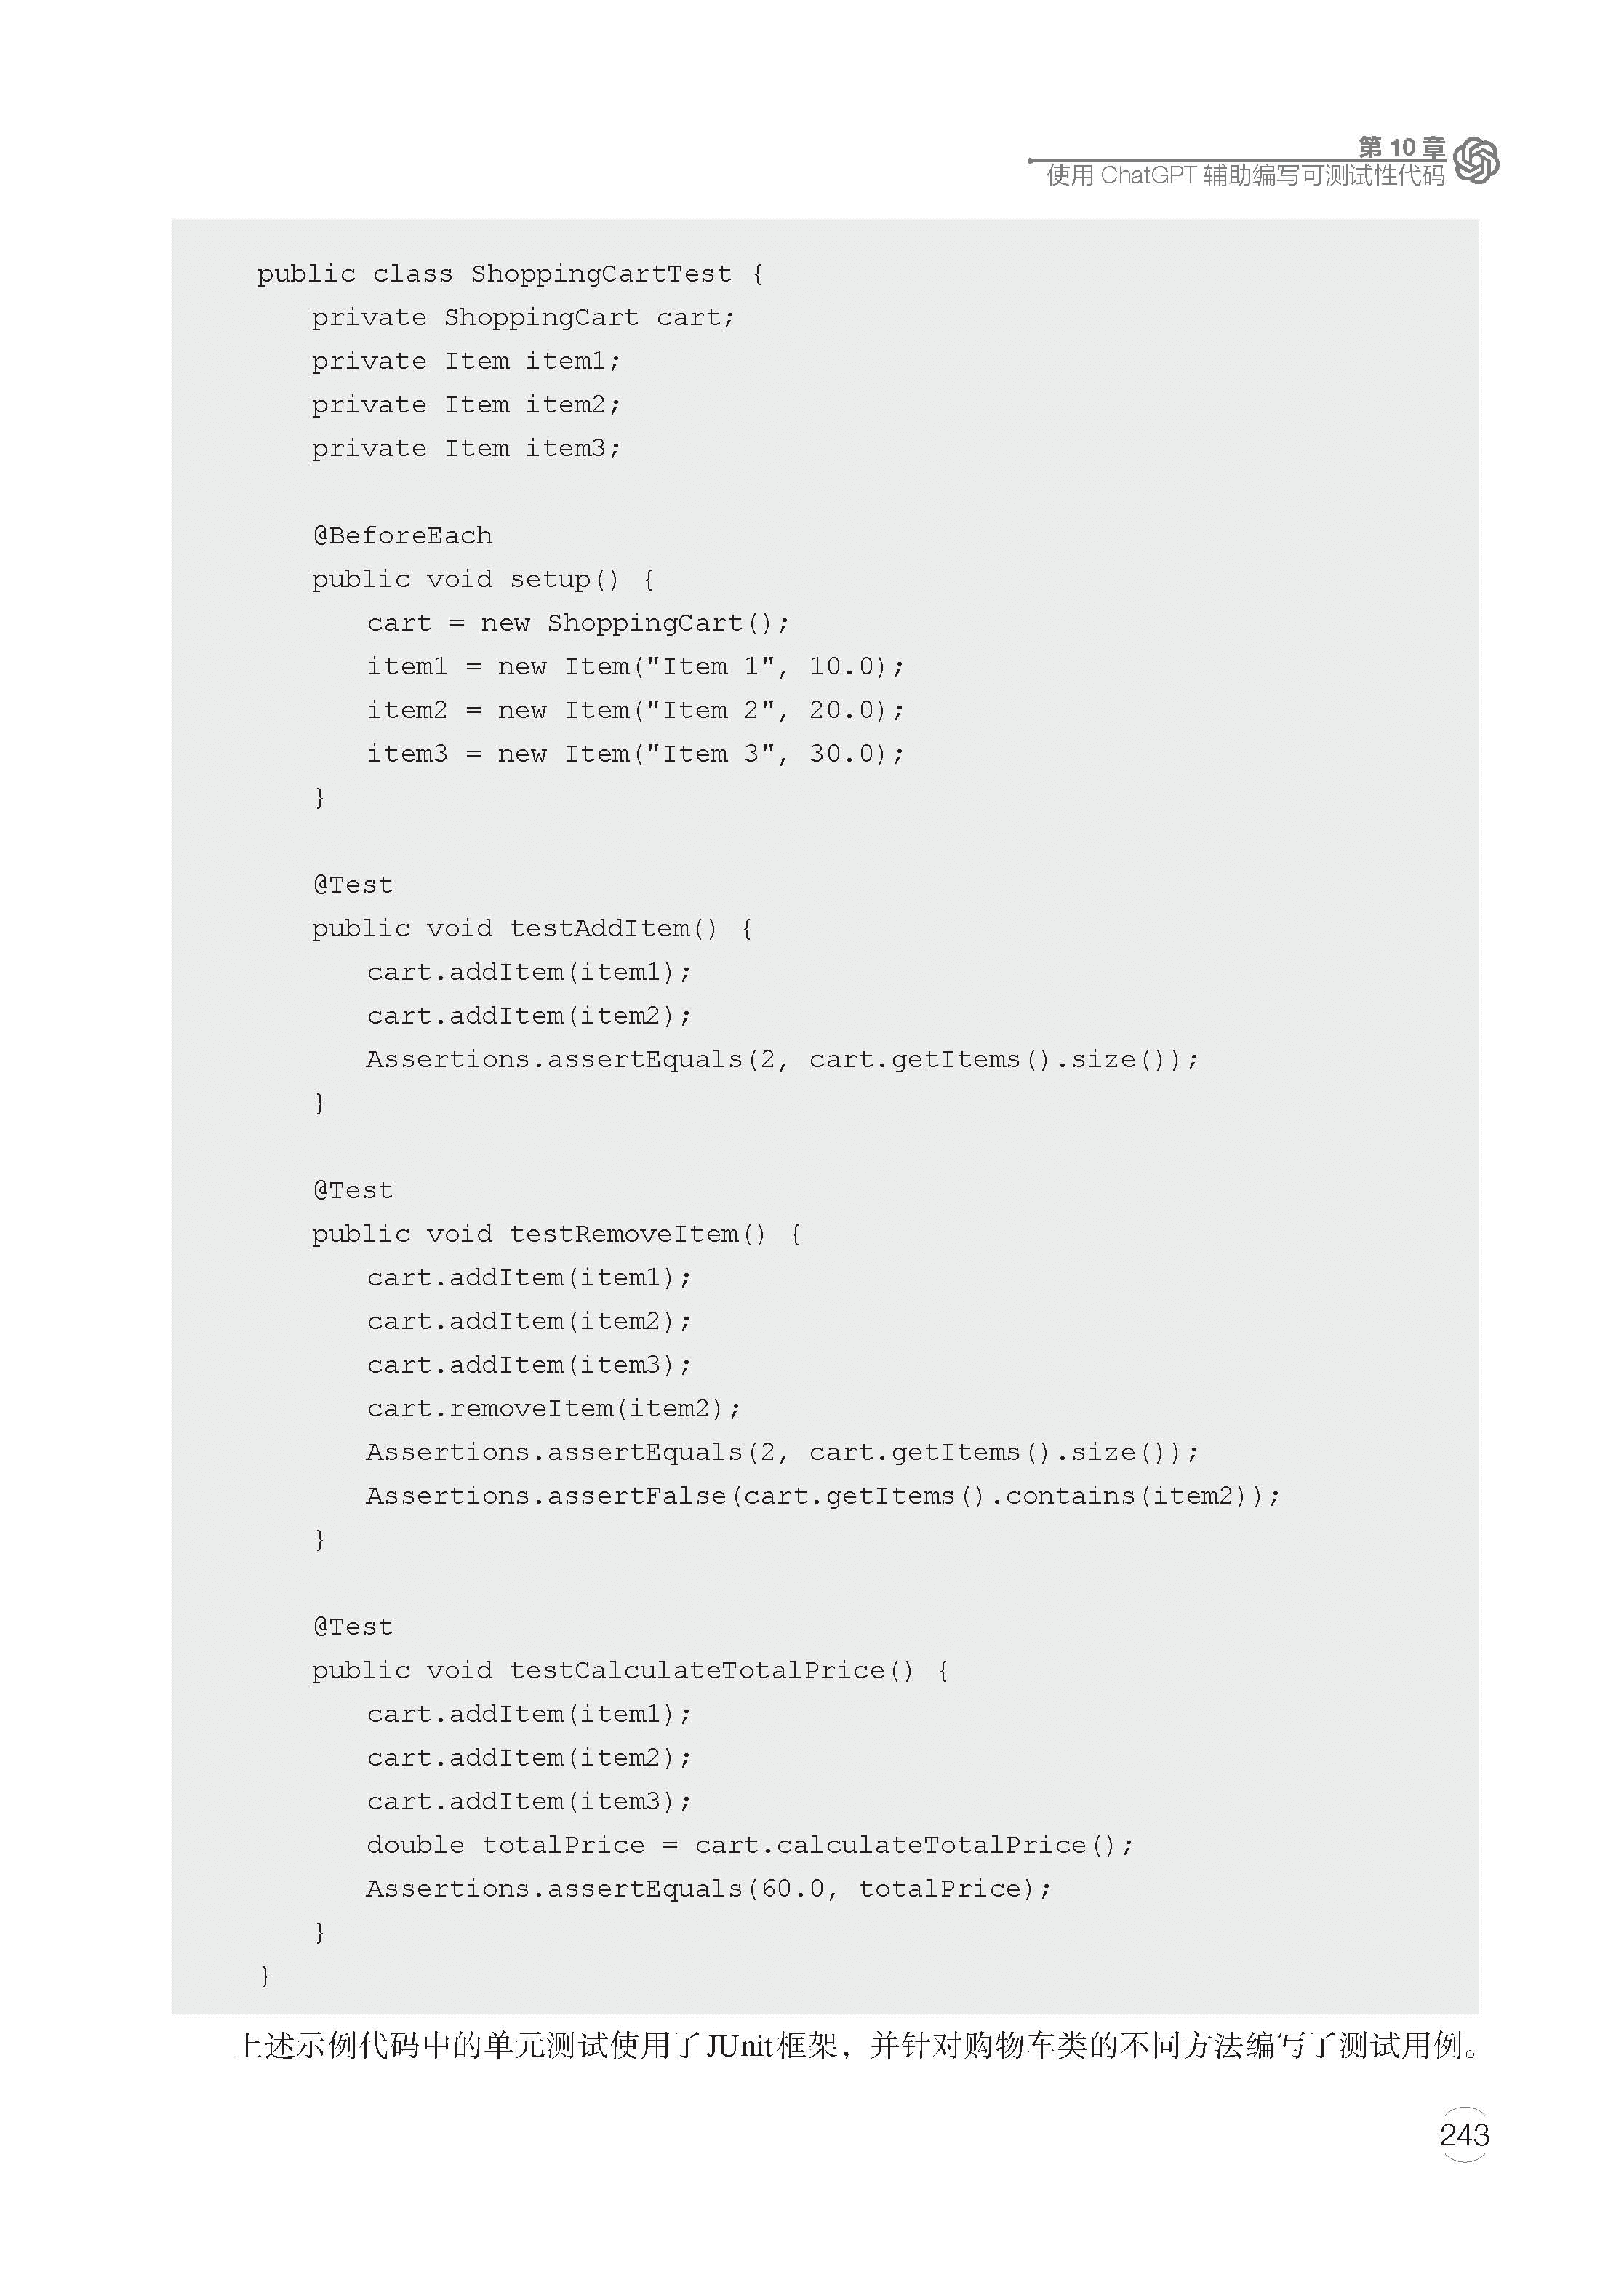 第 10 章
使用 ChatGPT 辅助编写可测试性代码
public class ShoppingCartTest {
    private ShoppingCart cart;
    private Item item1;
    private Item item2;
    private Item item3;

    @BeforeEach
    public void setup() {
        cart = new ShoppingCart();
        item1 = new Item("Item 1", 10.0);
        item2 = new Item("Item 2", 20.0);
        item3 = new Item("Item 3", 30.0);
    }

    @Test
    public void testAddItem() {
        cart.addItem(item1);
        cart.addItem(item2);
        Assertions.assertEquals(2, cart.getItems().size());
    }

    @Test
    public void testRemoveItem() {
        cart.addItem(item1);
        cart.addItem(item2);
        cart.addItem(item3);
        cart.removeItem(item2);
        Assertions.assertEquals(2, cart.getItems().size());
        Assertions.assertFalse(cart.getItems().contains(item2));
    }

    @Test
    public void testCalculateTotalPrice() {
        cart.addItem(item1);
        cart.addItem(item2);
        cart.addItem(item3);
        double totalPrice = cart.calculateTotalPrice();
        Assertions.assertEquals(60.0, totalPrice);
    }
}
上述示例代码中的单元测试使用了JUnit框架，并针对购物车类的不同方法编写了测试用例。
243